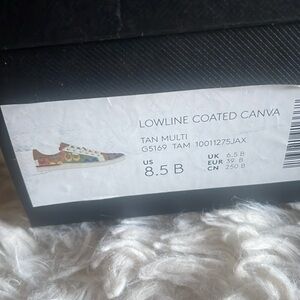 LOWLINE COATED CANVA
TAN MULTI
G5169 TAM 10011275JAX
US
8.5 B
UK 6.5 B
EUR 39 B
CN 250 B